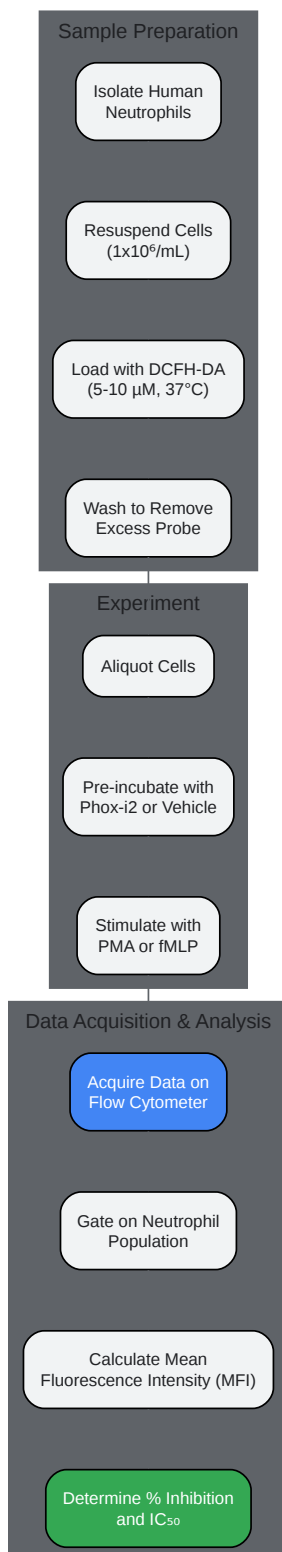 Sample Preparation
Isolate Human
Neutrophils
Resuspend Cells
(1x10⁶/mL)
Load with DCFH-DA
(5-10 µM, 37°C)
Wash to Remove
Excess Probe
Experiment
Aliquot Cells
Pre-incubate with
Phox-i2 or Vehicle
Stimulate with
PMA or fMLP
Data Acquisition & Analysis
Acquire Data on
Flow Cytometer
Gate on Neutrophil
Population
Calculate Mean
Fluorescence Intensity (MFI)
Determine % Inhibition
and IC₅₀